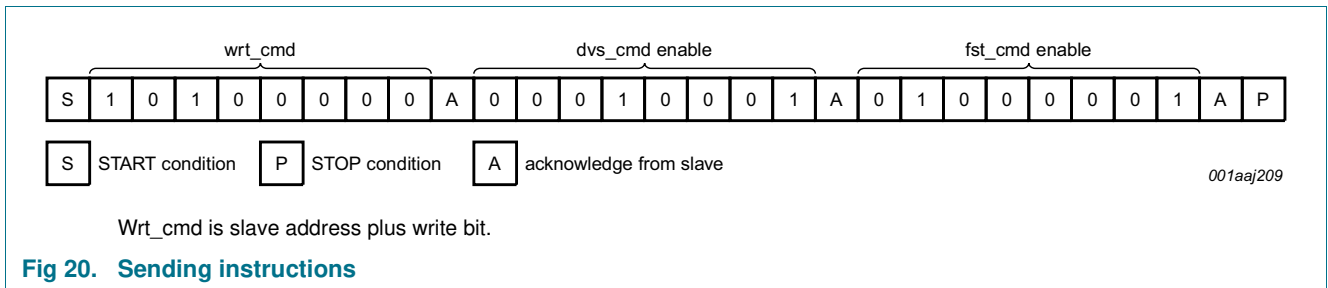 wrt_cmd dvs_cmd enable fst_cmd enable
S 1 0 1 0 0 0 0 0 A 0 0 0 1 0 0 0 1 A 0 1 0 0 0 0 0 1 A P
S START condition P STOP condition A acknowledge from slave
001aaj209
Wrt_cmd is slave address plus write bit.
Fig 20. Sending instructions